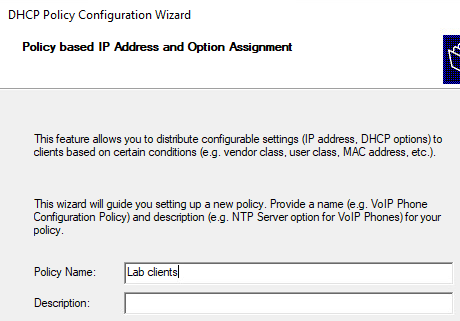 DHCP Policy Configuration Wizard
Policy based IP Address and Option Assignment
This feature allows you to distribute configurable settings (IP address, DHCP options) to
clients based on certain conditions (e.g. vendor class, user class, MAC address, etc.).
This wizard will guide you setting up a new policy. Provide a name (e.g. VoIP Phone
Configuration Policy) and description (e.g. NTP Server option for VoIP Phones) for your
policy.
Policy Name: Lab clients
Description: